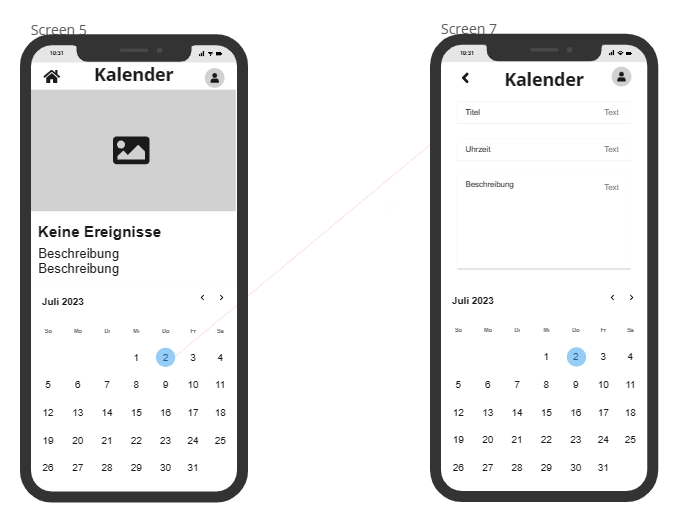 Screen 5
10:31
Kalender
Keine Ereignisse
Beschreibung
Beschreibung
Juli 2023
So Mo Di Mi Do Fr Sa
1 2 3 4
5 6 7 8 9 10 11
12 13 14 15 16 17 18
19 20 21 22 23 24 25
26 27 28 29 30 31
Screen 7
10:31
Kalender
Titel Text
Uhrzeit Text
Beschreibung Text
Juli 2023
So Mo Di Mi Do Fr Sa
1 2 3 4
5 6 7 8 9 10 11
12 13 14 15 16 17 18
19 20 21 22 23 24 25
26 27 28 29 30 31